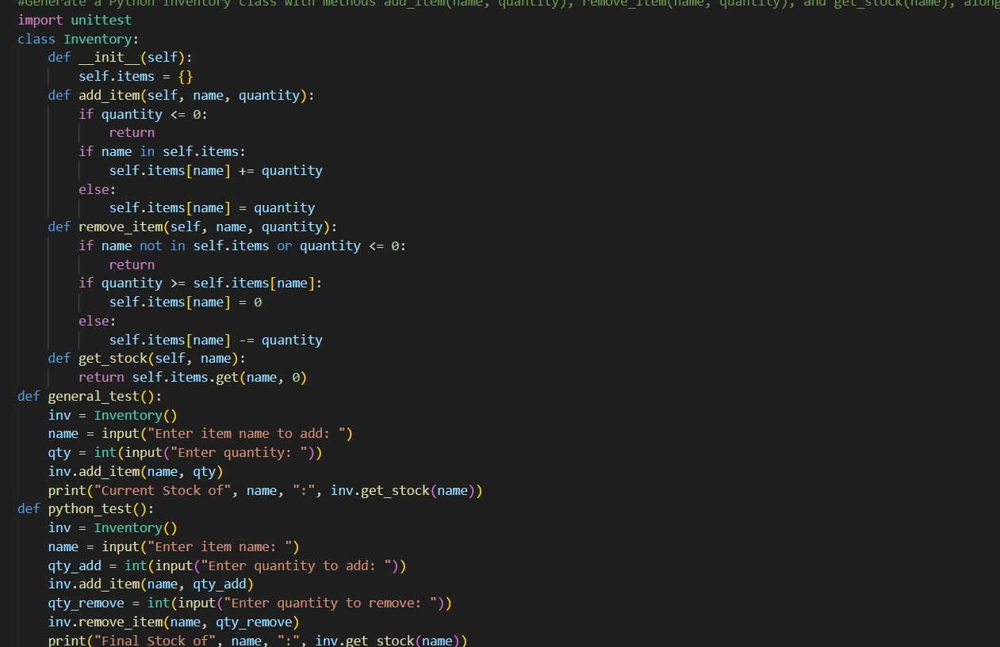 #Generate a Python Inventory class with methods add_item(name, quantity), remove_item(name, quantity), and get_stock(name), along
import unittest
class Inventory:
    def __init__(self):
        self.items = {}
    def add_item(self, name, quantity):
        if quantity <= 0:
            return
        if name in self.items:
            self.items[name] += quantity
        else:
            self.items[name] = quantity
    def remove_item(self, name, quantity):
        if name not in self.items or quantity <= 0:
            return
        if quantity >= self.items[name]:
            self.items[name] = 0
        else:
            self.items[name] -= quantity
    def get_stock(self, name):
        return self.items.get(name, 0)
def general_test():
    inv = Inventory()
    name = input("Enter item name to add: ")
    qty = int(input("Enter quantity: "))
    inv.add_item(name, qty)
    print("Current Stock of", name, ":", inv.get_stock(name))
def python_test():
    inv = Inventory()
    name = input("Enter item name: ")
    qty_add = int(input("Enter quantity to add: "))
    inv.add_item(name, qty_add)
    qty_remove = int(input("Enter quantity to remove: "))
    inv.remove_item(name, qty_remove)
    print("Final Stock of", name, ":", inv.get_stock(name))